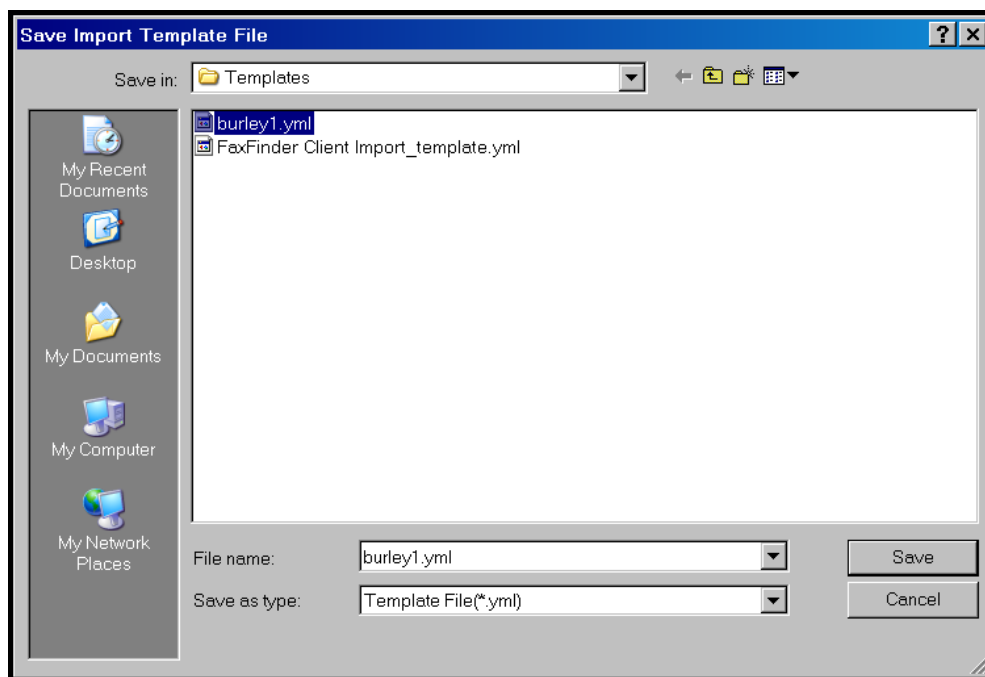 Save Import Template File
Save in:
Templates
burley1.yml
FaxFinder Client Import_template.yml
My Recent
Documents
Desktop
My Documents
My Computer
My Network
Places
File name:
burley1.yml
Save
Save as type:
Template File(*.yml)
Cancel